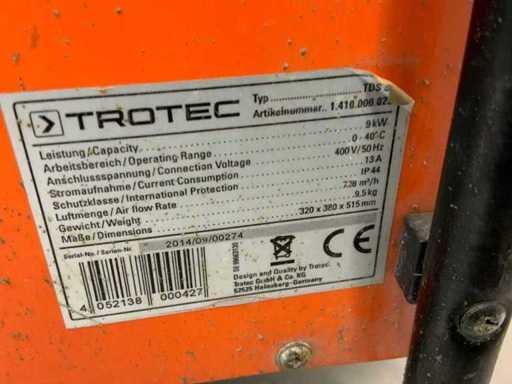 TROTEC
Typ TDS
Artikelnummer.. 1.410.000.
Leistung/Capacity 9 kW
Arbeitsbereich/Operating Range 0 - 40°C
Anschlussspannung/Connection Voltage 400 V/50 Hz
Stromaufnahme/Current Consumption 13 A
Schutzklasse/International Protection IP 44
Luftmenge/Air flow Rate 738 m³/h
Gewicht/Weight 9.5 kg
Maße/Dimensions 320 x 380 x 515 mm
Serial-No./Serien-Nr 2014/09/00274
4 052138 000427
CE
Design and Quality by Trotec
Trotec GmbH & Co. KG
52525 Heinsberg-Germany